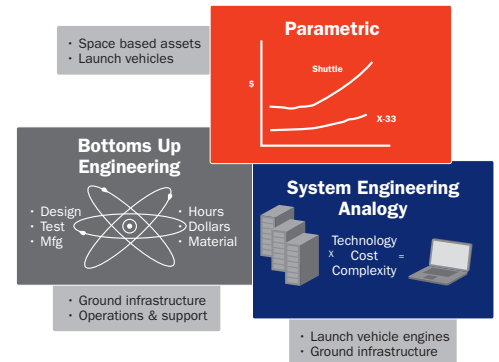 Parametric
· Space based assets
· Launch vehicles
Shuttle
$
X-33
Bottoms Up
Engineering
· Design
· Test
· Mfg
· Hours
· Dollars
· Material
System Engineering
Analogy
Technology
x Cost =
Complexity
· Ground infrastructure
· Operations & support
· Launch vehicle engines
· Ground infrastructure